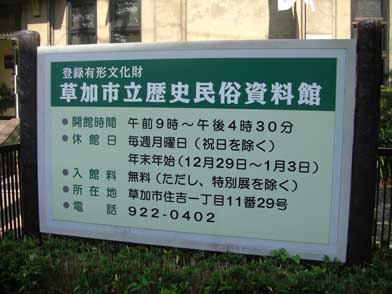 登録有形文化財
草加市立歴史民俗資料館
●開館時間 午前9時～午後4時30分
●休館日 毎週月曜日(祝日を除く)
年末年始(12月29日～1月3日)
●入館料 無料(ただし、特別展を除く)
●所在地 草加市住吉一丁目11番29号
●電話 922-0402